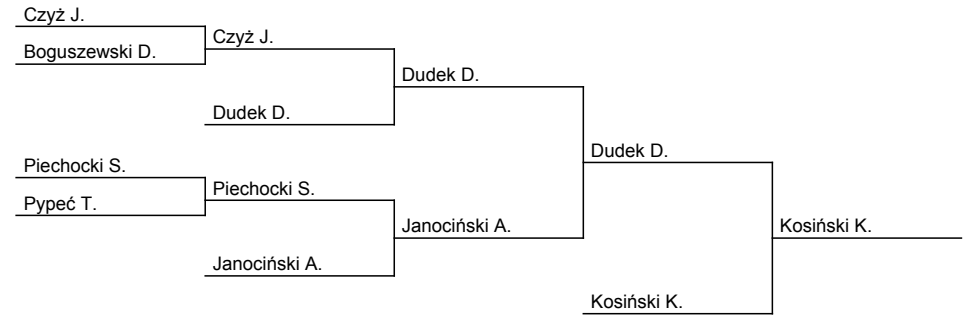 Czyż J.
Boguszewski D.
Czyż J.
Dudek D.
Dudek D.
Piechocki S.
Pypeć T.
Piechocki S.
Janociński A.
Janociński A.
Dudek D.
Kosiński K.
Kosiński K.